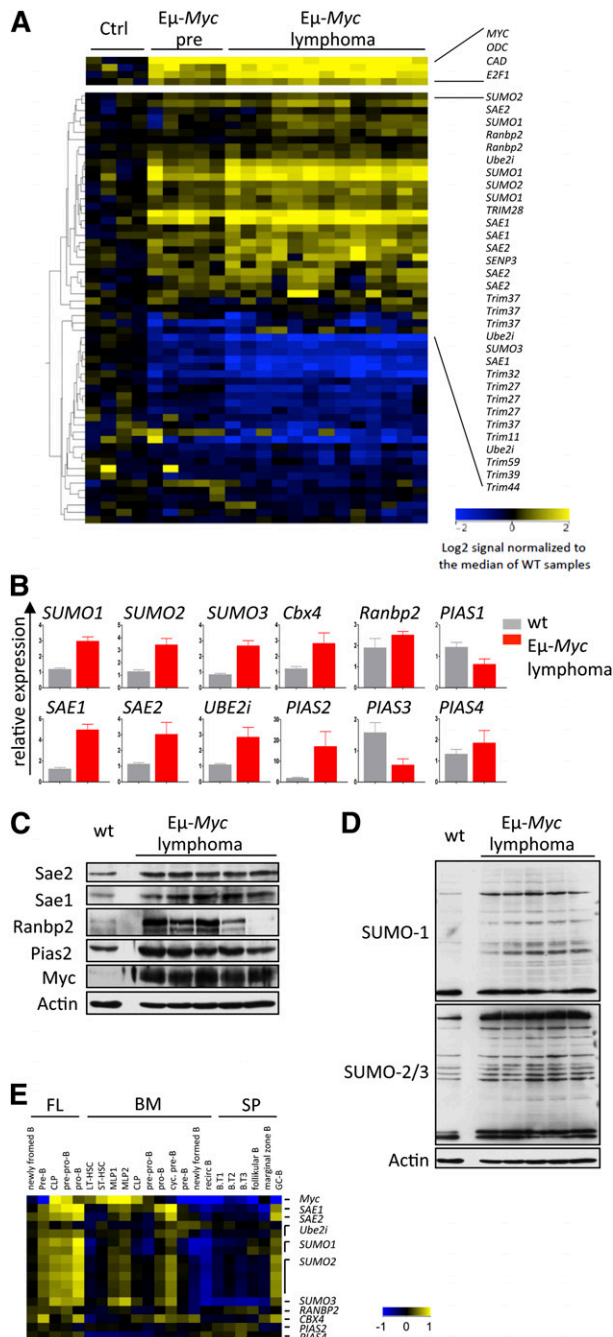 A
Ctrl
Eμ-Myc
pre
Eμ-Myc
lymphoma
MYC
ODC
CAD
E2F1
SUMO2
SAE2
SUMO1
Ranbp2
Ranbp2
Ube2i
SUMO1
SUMO2
SUMO1
TRIM28
SAE1
SAE1
SAE2
SENP3
SAE2
SAE2
Trim37
Trim37
Trim37
Ube2i
SUMO3
SAE1
Trim32
Trim27
Trim27
Trim27
Trim37
Trim11
Ube2i
Trim59
Trim39
Trim44
-2 0 2
Log2 signal normalized to
the median of WT samples
B
relative expression
SUMO1 SUMO2 SUMO3 Cbx4 Ranbp2 PIAS1
SAE1 SAE2 UBE2i PIAS2 PIAS3 PIAS4
wt
Eμ-Myc
lymphoma
C
wt
Eμ-Myc
lymphoma
Sae2
Sae1
Ranbp2
Pias2
Myc
Actin
D
wt
Eμ-Myc
lymphoma
SUMO-1
SUMO-2/3
Actin
E
FL BM SP
newly fromed B
Pre-B
CLP
pre-pro-B
pro-B
LT-HSC
ST-HSC
MLP1
MLP2
CLP
pre-pro-B
pro-B
cyc. pre-B
pre-B
newly formed B
recirc B
B.T1
B.T2
B.T3
follikular B
marginal zone B
GC-B
Myc
SAE1
SAE2
Ube2i
SUMO1
SUMO2
SUMO3
RANBP2
CBX4
PIAS2
PIAS4
-1 0 1